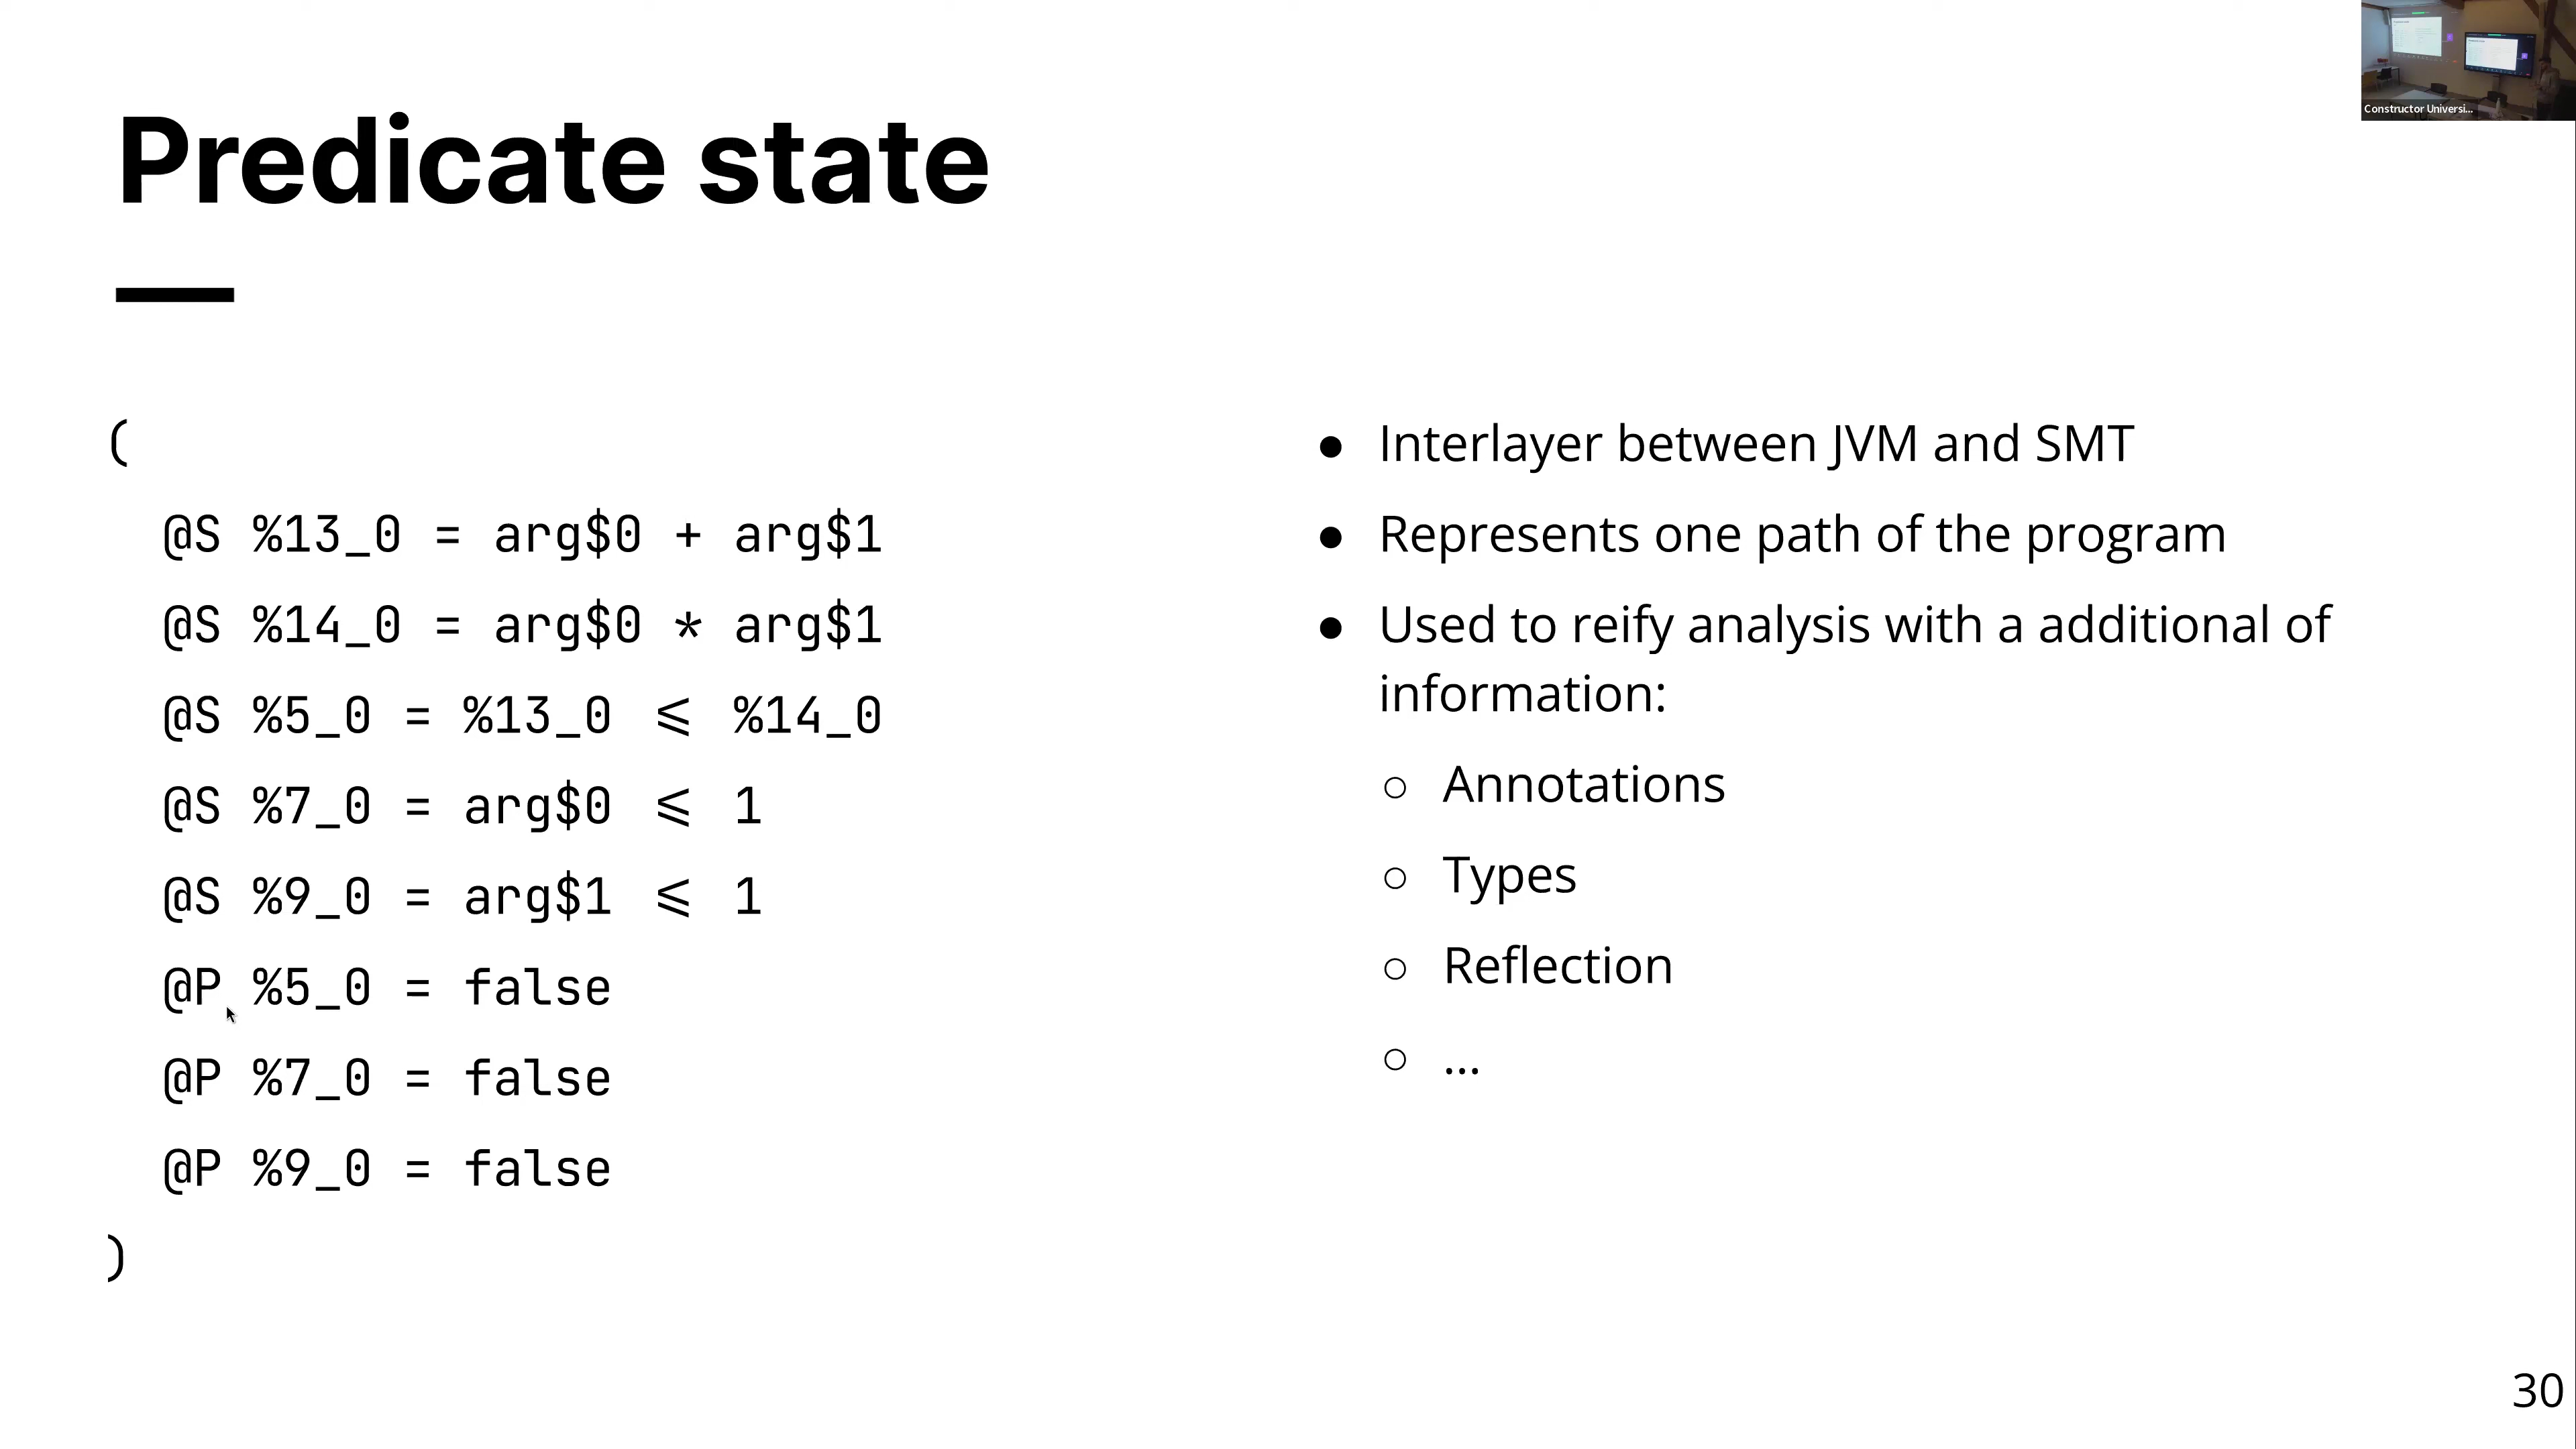 Constructor Universi...
Predicate state
(
@S %13_0 = arg$0 + arg$1
@S %14_0 = arg$0 * arg$1
@S %5_0 = %13_0 ⩽ %14_0
@S %7_0 = arg$0 ⩽ 1
@S %9_0 = arg$1 ⩽ 1
@P %5_0 = false
@P %7_0 = false
@P %9_0 = false
)
● Interlayer between JVM and SMT
● Represents one path of the program
● Used to reify analysis with a additional of
information:
○ Annotations
○ Types
○ Reflection
○ ...
30